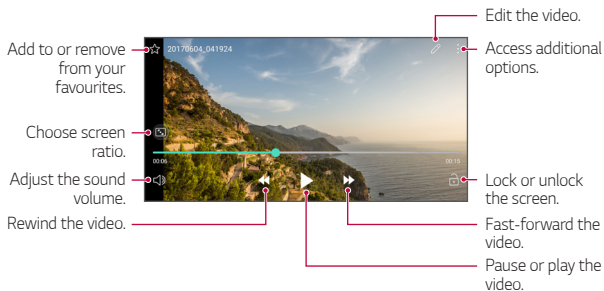 Edit the video.
Add to or remove
from your
favourites.
20170604_041924
Access additional
options.
Choose screen
ratio.
00:06
00:15
Adjust the sound
volume.
Lock or unlock
the screen.
Rewind the video.
Fast-forward the
video.
Pause or play the
video.